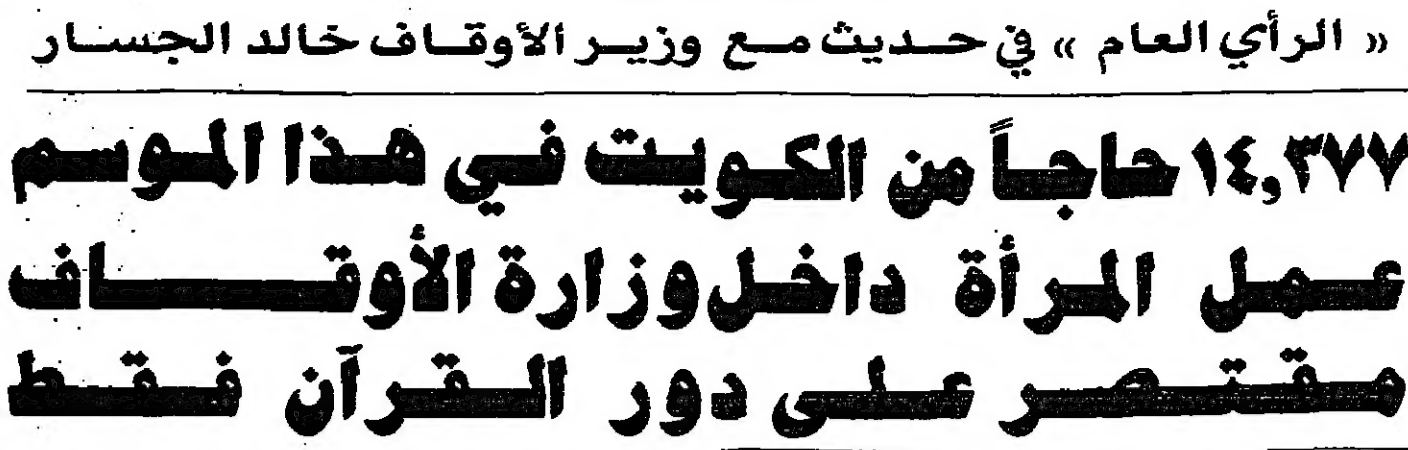 « الرأي العام » في حديث مع وزير الأوقاف خالد الجسار
١٤,٣٧٧ حاجاً من الكويت في هذا الموسم
عمل المرأة داخل وزارة الأوقاف
مقتصر على دور القرآن فقط